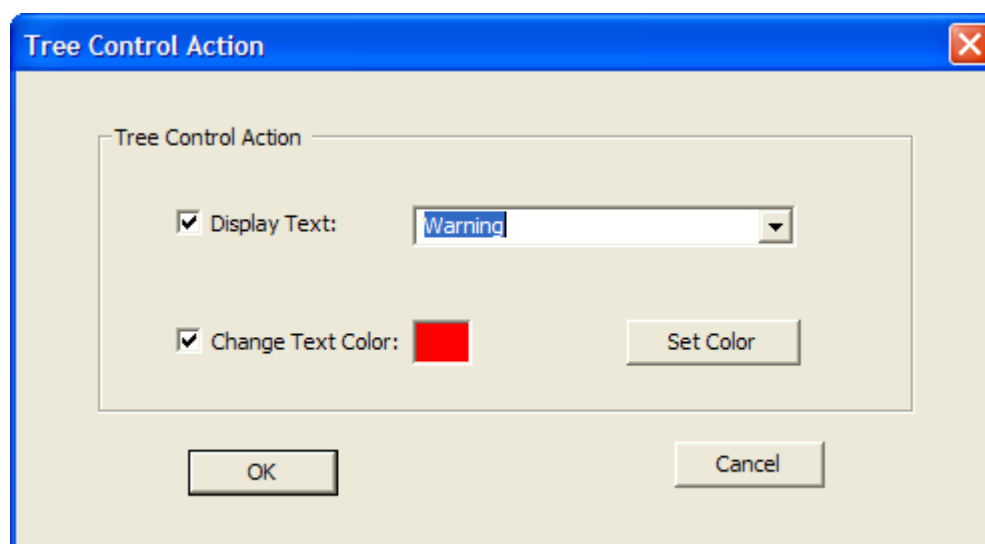 Tree Control Action
Tree Control Action
Display Text: Warning
Change Text Color: Set Color
OK Cancel